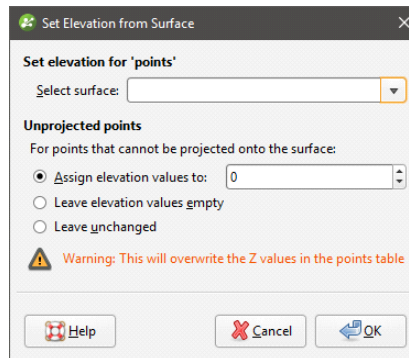 Set Elevation from Surface
Set elevation for 'points'
Select surface:
Unprojected points
For points that cannot be projected onto the surface:
Assign elevation values to: 0
Leave elevation values empty
Leave unchanged
Warning: This will overwrite the Z values in the points table
Help Cancel OK